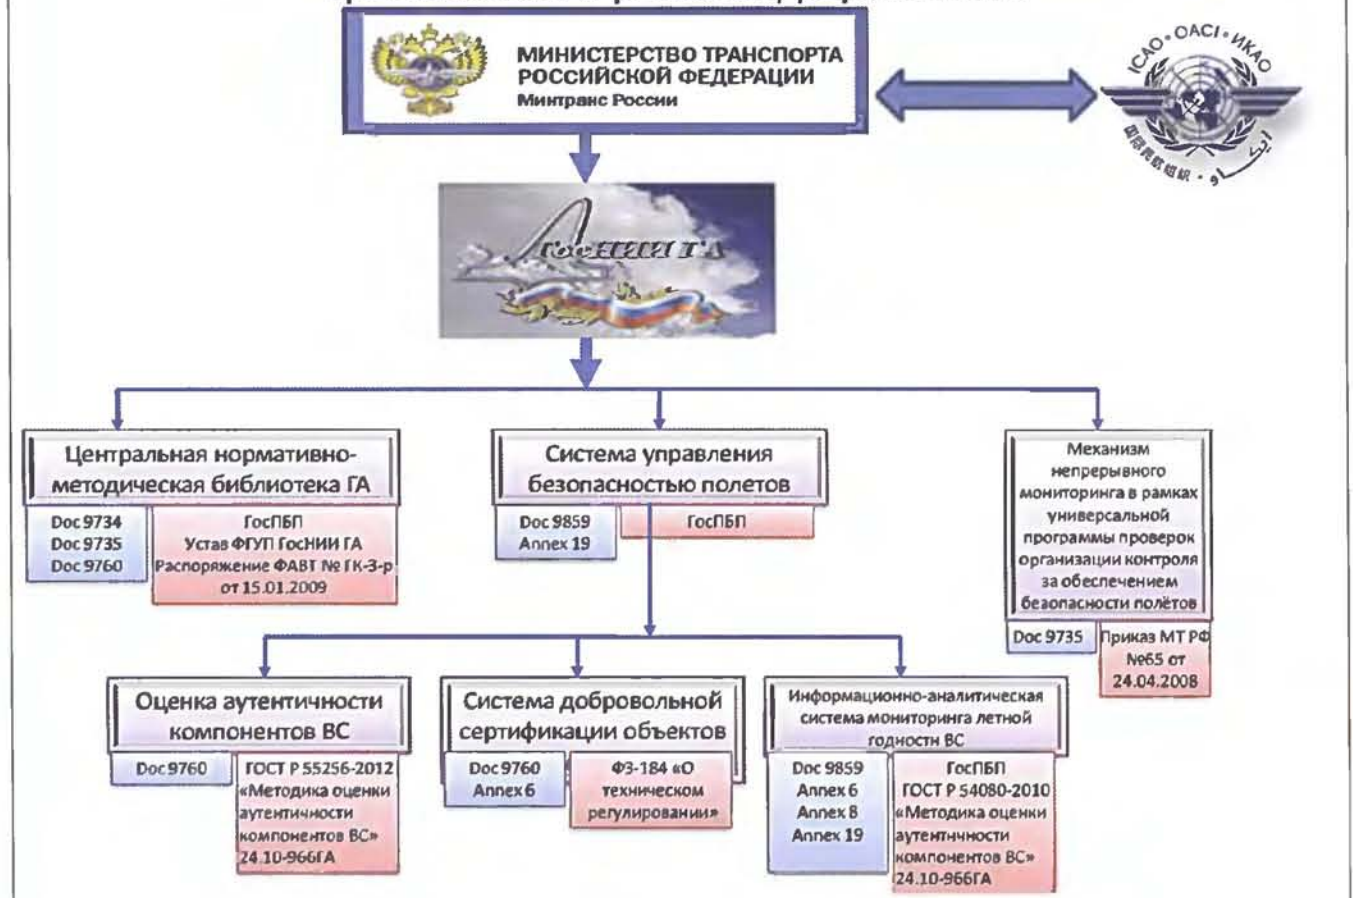 МИНИСТЕРСТВО ТРАНСПОРТА
РОССИЙСКОЙ ФЕДЕРАЦИИ
Минтранс России
ICAO • OACI • ИКАО
ГосНИИ ГА
Центральная нормативно-
методическая библиотека ГА
Doc 9734
Doc 9735
Doc 9760
ГосПБП
Устав ФГУП ГосНИИ ГА
Распоряжение ФАВТ № ГК-3-р
от 15.01.2009
Система управления
безопасностью полетов
Doc 9859
Annex 19
ГосПБП
Механизм
непрерывного
мониторинга в рамках
универсальной
программы проверок
организации контроля
за обеспечением
безопасности полётов
Doc 9735
Приказ МТ РФ
№65 от
24.04.2008
Оценка аутентичности
компонентов ВС
Doc 9760
ГОСТ Р 55256-2012
«Методика оценки
аутентичности
компонентов ВС»
24.10-966ГА
Система добровольной
сертификации объектов
Doc 9760
Annex 6
ФЗ-184 «О
техническом
регулировании»
Информационно-аналитическая
система мониторинга летной
годности ВС
Doc 9859
Annex 6
Annex 8
Annex 19
ГосПБП
ГОСТ Р 54080-2010
«Методика оценки
аутентичности
компонентов ВС»
24.10-966ГА